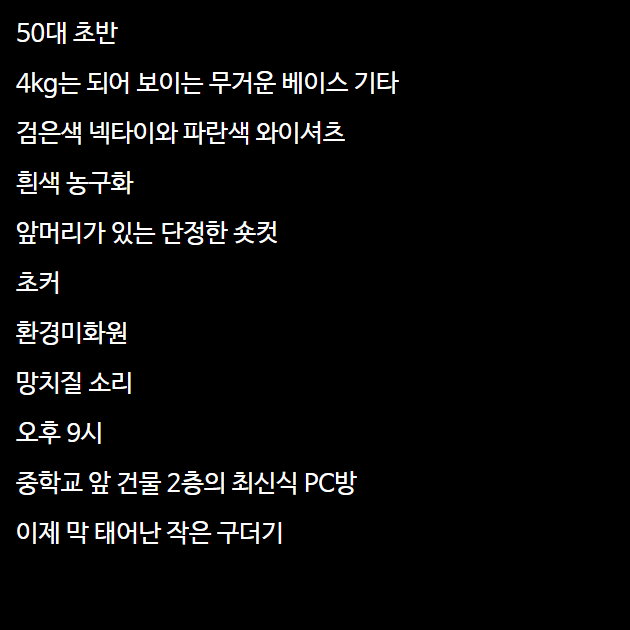 50대 초반
4kg는 되어 보이는 무거운 베이스 기타
검은색 넥타이와 파란색 와이셔츠
흰색 농구화
앞머리가 있는 단정한 숏컷
초커
환경미화원
망치질 소리
오후 9시
중학교 앞 건물 2층의 최신식 PC방
이제 막 태어난 작은 구더기